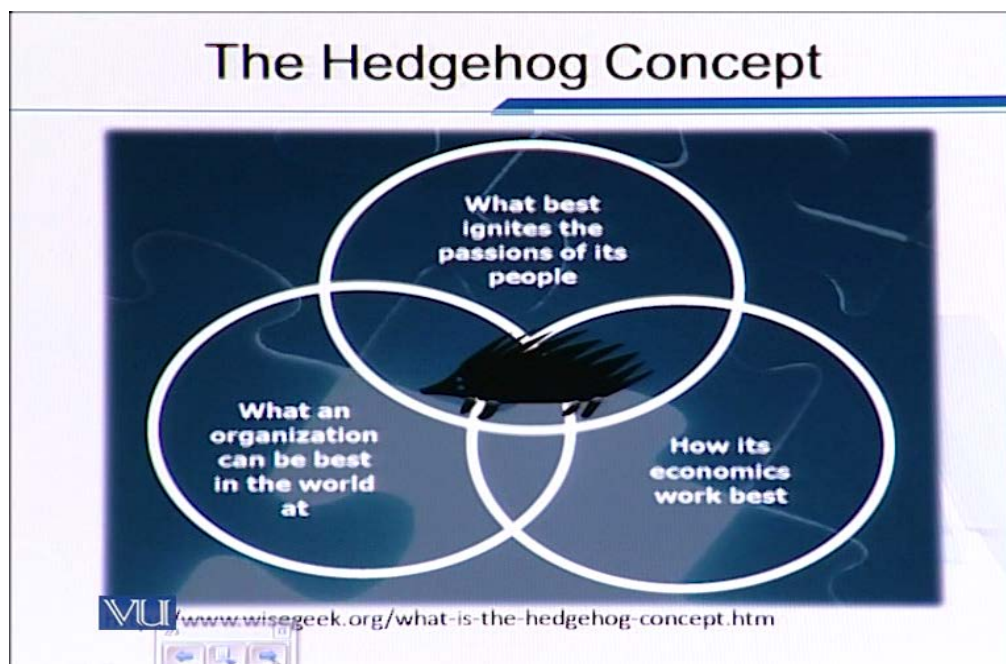 The Hedgehog Concept
What best
ignites the
passions of its
people
What an
organization
can be best
in the world
at
How its
economics
work best
VU
/www.wisegeek.org/what-is-the-hedgehog-concept.htm